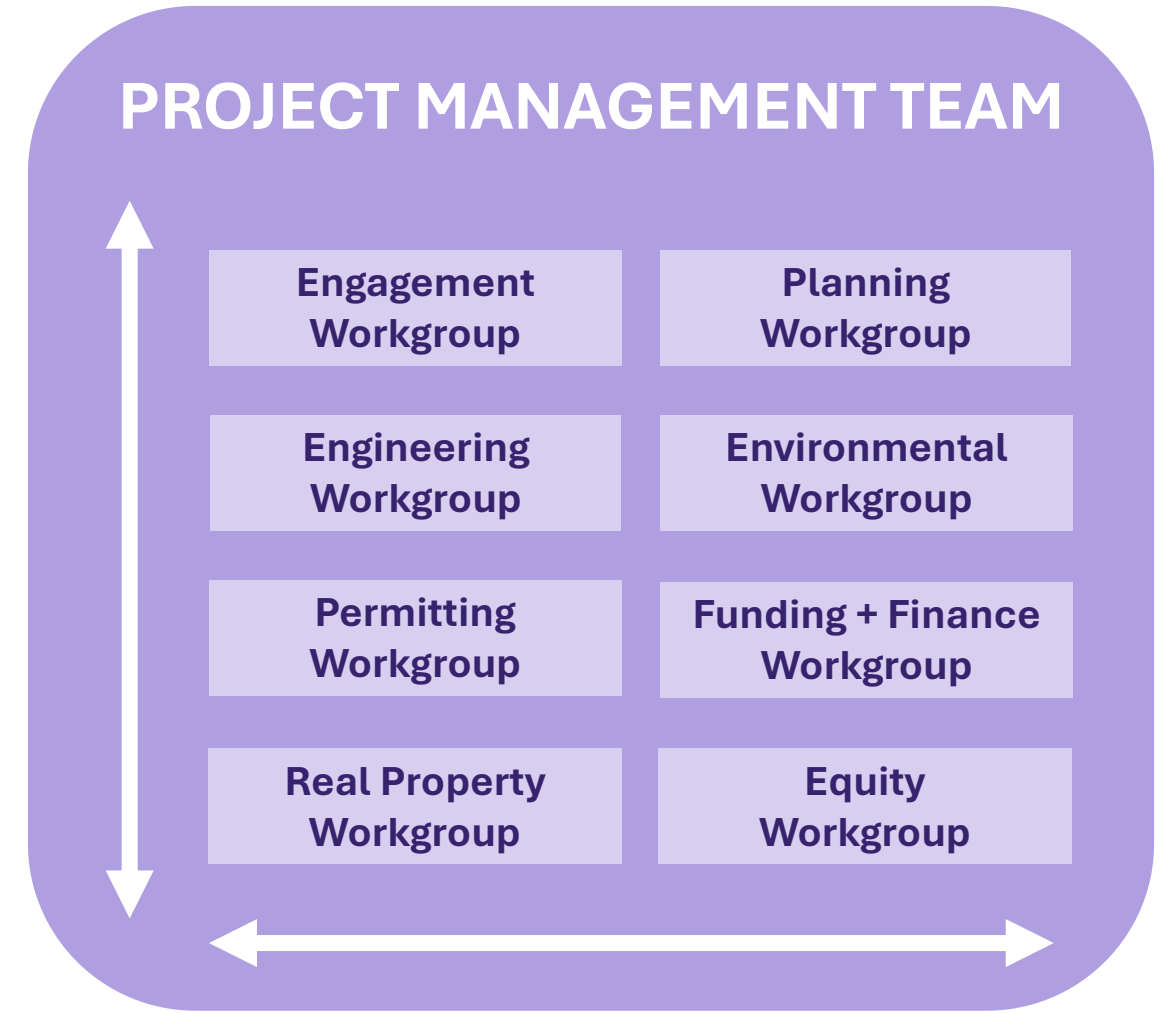 PROJECT MANAGEMENT TEAM
Engagement
Workgroup
Planning
Workgroup
Engineering
Workgroup
Environmental
Workgroup
Permitting
Workgroup
Funding + Finance
Workgroup
Real Property
Workgroup
Equity
Workgroup